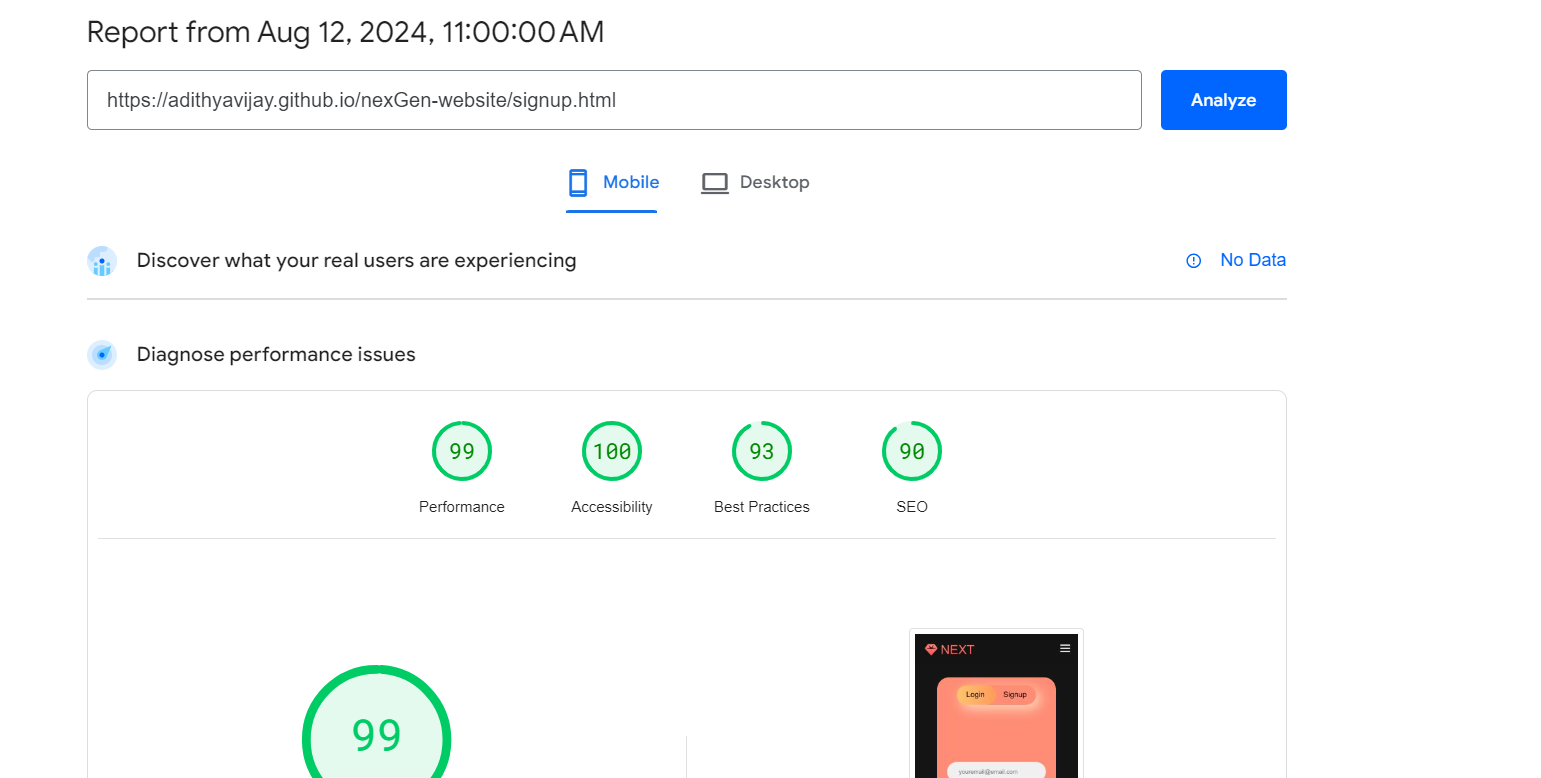 Report from Aug 12, 2024, 11:00:00 AM
https://adithyavijay.github.io/nexGen-website/signup.html
Analyze
Mobile
Desktop
Discover what your real users are experiencing
No Data
Diagnose performance issues
99
100
93
90
Performance
Accessibility
Best Practices
SEO
NEXT
Login
Signup
99
youremail@email.com